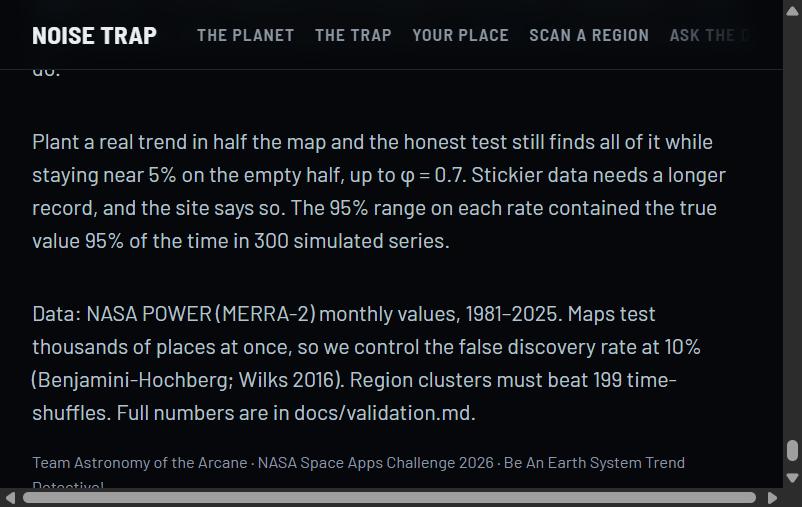 NOISE TRAP THE PLANET THE TRAP YOUR PLACE SCAN A REGION ASK THE D
do.
Plant a real trend in half the map and the honest test still finds all of it while
staying near 5% on the empty half, up to φ = 0.7. Stickier data needs a longer
record, and the site says so. The 95% range on each rate contained the true
value 95% of the time in 300 simulated series.
Data: NASA POWER (MERRA-2) monthly values, 1981–2025. Maps test
thousands of places at once, so we control the false discovery rate at 10%
(Benjamini-Hochberg; Wilks 2016). Region clusters must beat 199 time-
shuffles. Full numbers are in docs/validation.md.
Team Astronomy of the Arcane · NASA Space Apps Challenge 2026 · Be An Earth System Trend
Detective!